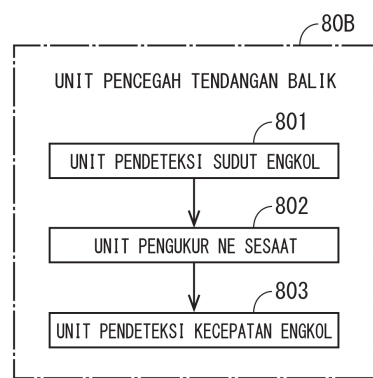 80B
UNIT PENCEGAH TENDANGAN BALIK
801
UNIT PENDETEKSI SUDUT ENGKOL
802
UNIT PENGUKUR NE SESAAT
803
UNIT PENDETEKSI KECEPATAN ENGKOL